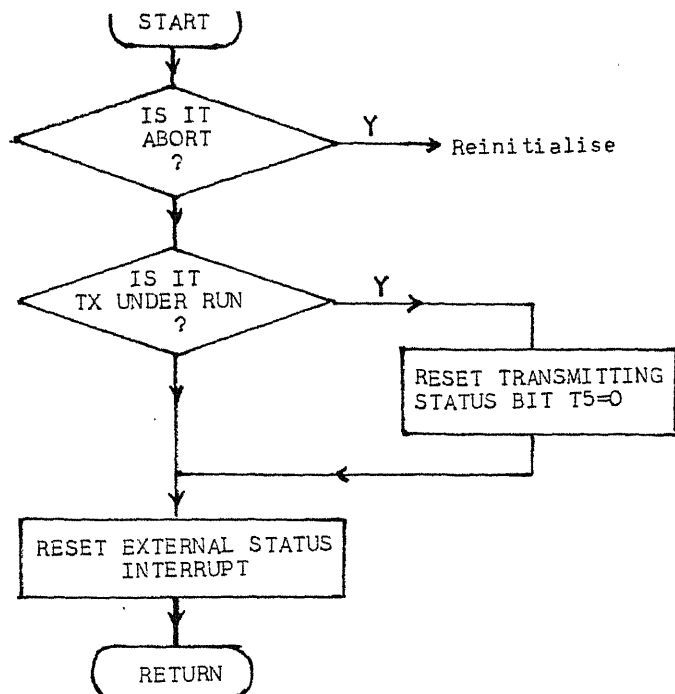 START
IS IT
ABORT
?
Y
Reinitialise
IS IT
TX UNDER RUN
?
Y
RESET TRANSMITTING
STATUS BIT T5=0
RESET EXTERNAL STATUS
INTERRUPT
RETURN